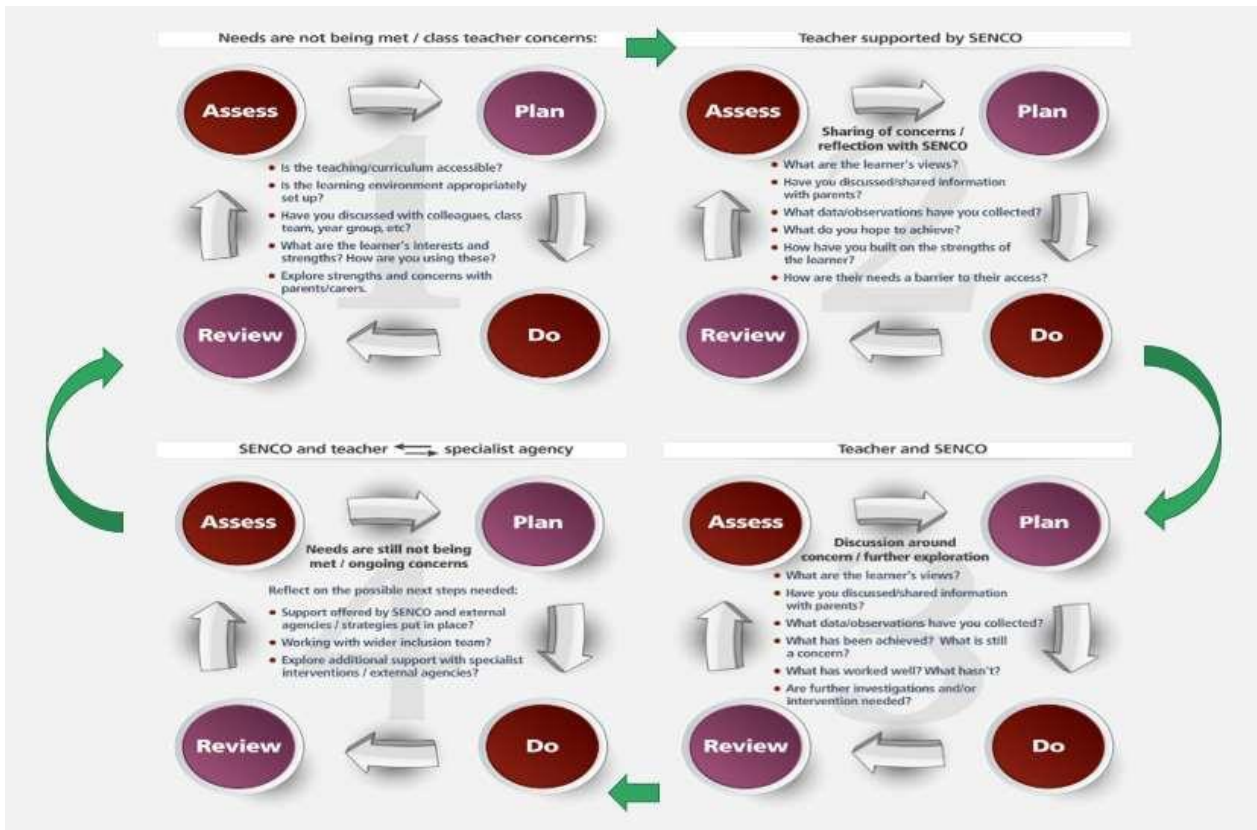 Needs are not being met / class teacher concerns:
Assess
Plan
1
• Is the teaching/curriculum accessible?
• Is the learning environment appropriately
set up?
• Have you discussed with colleagues, class
team, year group, etc?
• What are the learner's interests and
strengths? How are you using these?
• Explore strengths and concerns with
parents/carers.
Review
Do
Teacher supported by SENCO
Assess
Plan
Sharing of concerns /
reflection with SENCO
2
• What are the learner's views?
• Have you discussed/shared information
with parents?
• What data/observations have you collected?
• What do you hope to achieve?
• How have you built on the strengths of
the learner?
• How are their needs a barrier to their access?
Review
Do
SENCO and teacher specialist agency
Assess
Plan
Needs are still not being
met / ongoing concerns
Reflect on the possible next steps needed:
• Support offered by SENCO and external
agencies / strategies put in place?
• Working with wider inclusion team?
• Explore additional support with specialist
interventions / external agencies?
Review
Do
Teacher and SENCO
Assess
Plan
Discussion around
concern / further exploration
3
• What are the learner's views?
• Have you discussed/shared information
with parents?
• What data/observations have you collected?
• What has been achieved? What is still
a concern?
• What has worked well? What hasn't?
• Are further investigations and/or
intervention needed?
Review
Do